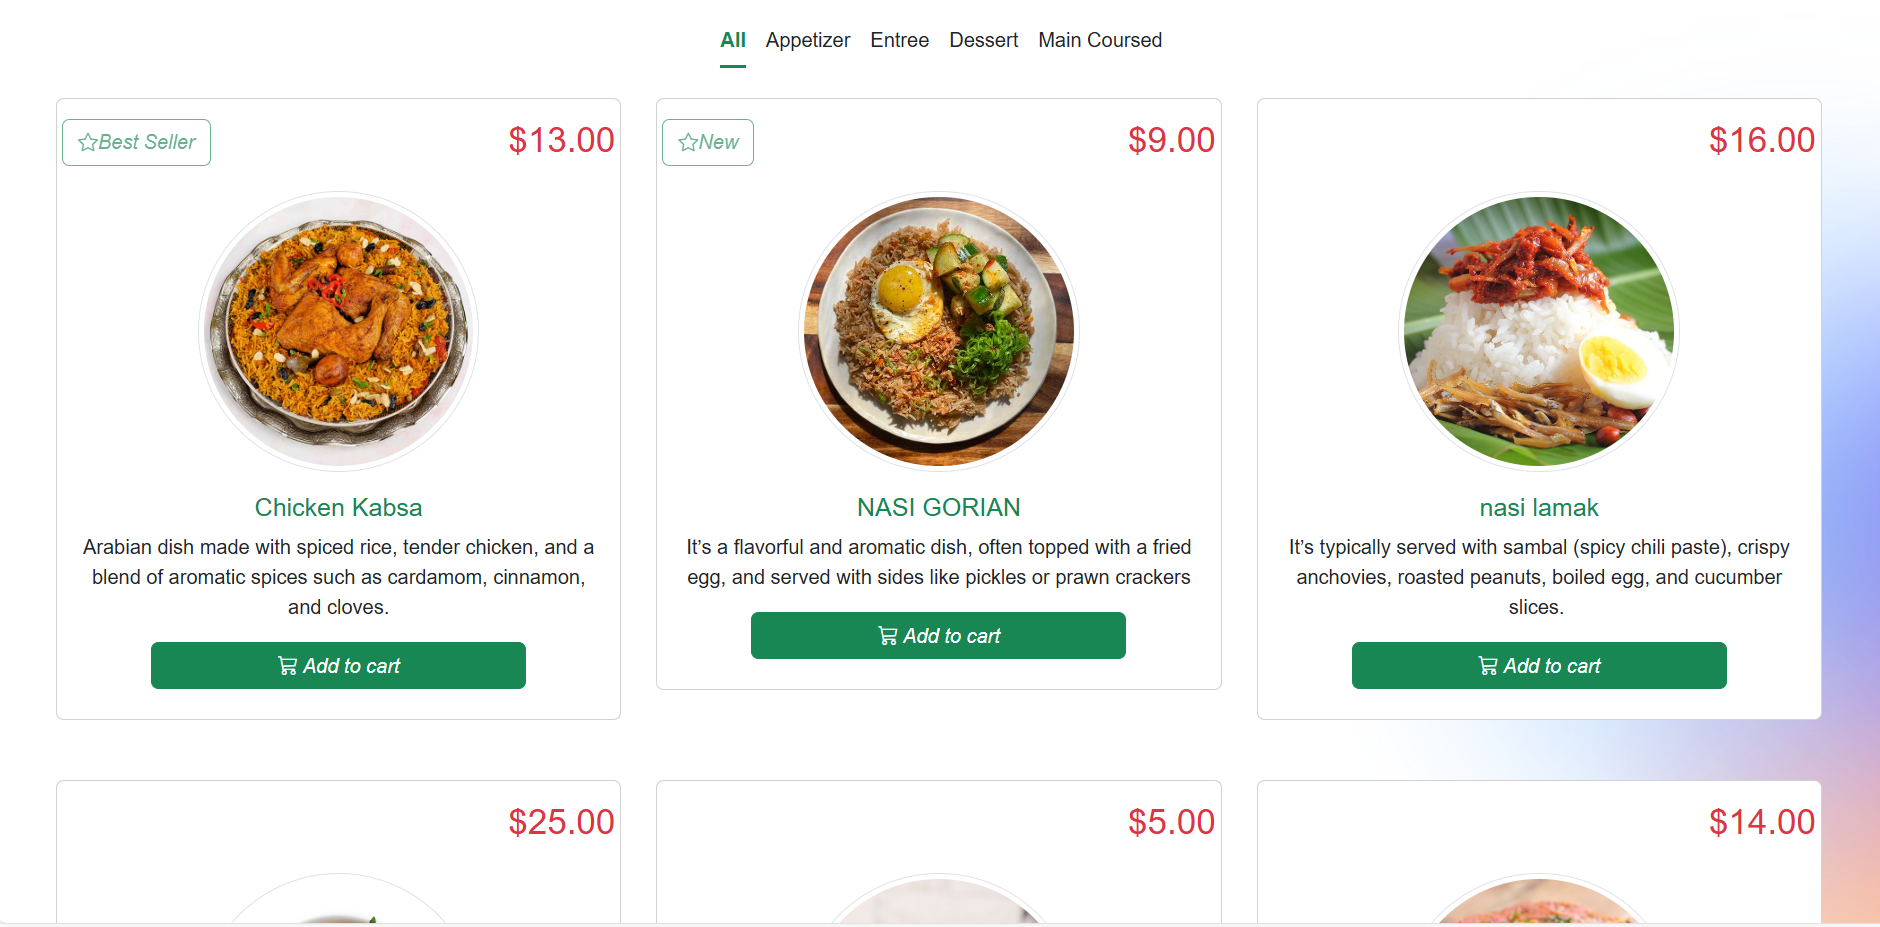 All Appetizer Entree Dessert Main Coursed
Best Seller
$13.00
Chicken Kabsa
Arabian dish made with spiced rice, tender chicken, and a
blend of aromatic spices such as cardamom, cinnamon,
and cloves.
Add to cart
New
$9.00
NASI GORIAN
It’s a flavorful and aromatic dish, often topped with a fried
egg, and served with sides like pickles or prawn crackers
Add to cart
$16.00
nasi lamak
It’s typically served with sambal (spicy chili paste), crispy
anchovies, roasted peanuts, boiled egg, and cucumber
slices.
Add to cart
$25.00
$5.00
$14.00